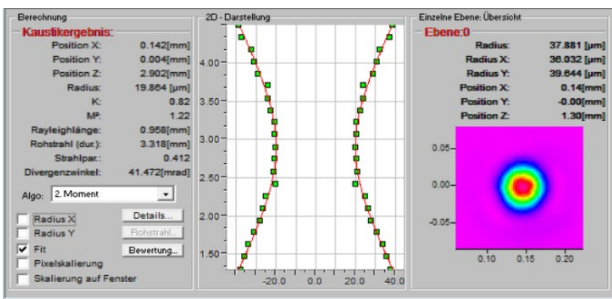 Berechnung
Kaustikergebnis:
Position X: 0.142[mm]
Position Y: 0.004[mm]
Position Z: 2.902[mm]
Radius: 19.864 [µm]
K: 0.82
M²: 1.22
Rayleighlänge: 0.958[mm]
Rohstrahl (dur.): 3.318[mm]
Strahlpar.: 0.412
Divergenzwinkel: 41.472[mrad]
Algo: 2. Moment
Radius X Details...
Radius Y Rohstrahl...
Fit Bewertung...
Pixelskalierung
Skalierung auf Fenster
2D - Darstellung
4.00
3.50
3.00
2.50
2.00
1.50
-20.0 0.0 20.0 40.0
Einzelne Ebene: Übersicht
Ebene:0
Radius: 37.881 [µm]
Radius X: 36.032 [µm]
Radius Y: 39.644 [µm]
Position X: 0.14[mm]
Position Y: -0.00[mm]
Position Z: 1.30[mm]
0.05
0.00
-0.05
0.10 0.15 0.20